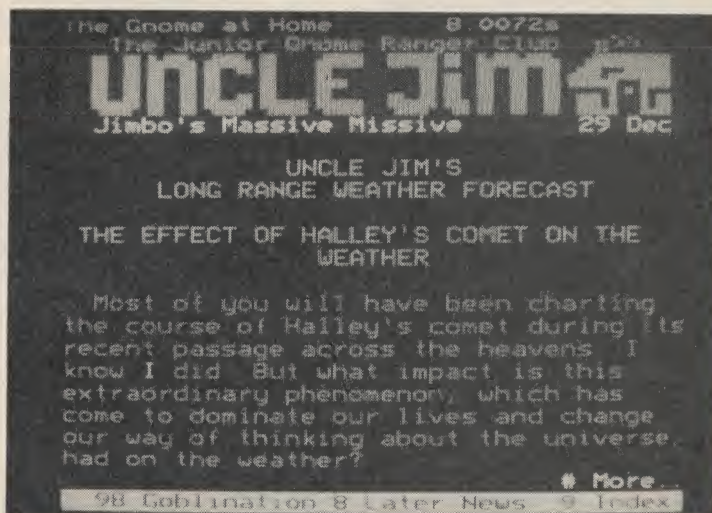 The Gnome at Home 8.0072a
The Junior Gnome Ranger Club
UNCLE JiM
Jimbo's Massive Missive 29 Dec
UNCLE JIM'S
LONG RANGE WEATHER FORECAST
THE EFFECT OF HALLEY'S COMET ON THE
WEATHER
Most of you will have been charting
the course of Halley's comet during its
recent passage across the heavens I
know I did But what impact is this
extraordinary phenomenon, which has
come to dominate our lives and change
our way of thinking about the universe,
had on the weather?
# More..
98 Goblination 8 Later News 9 Index